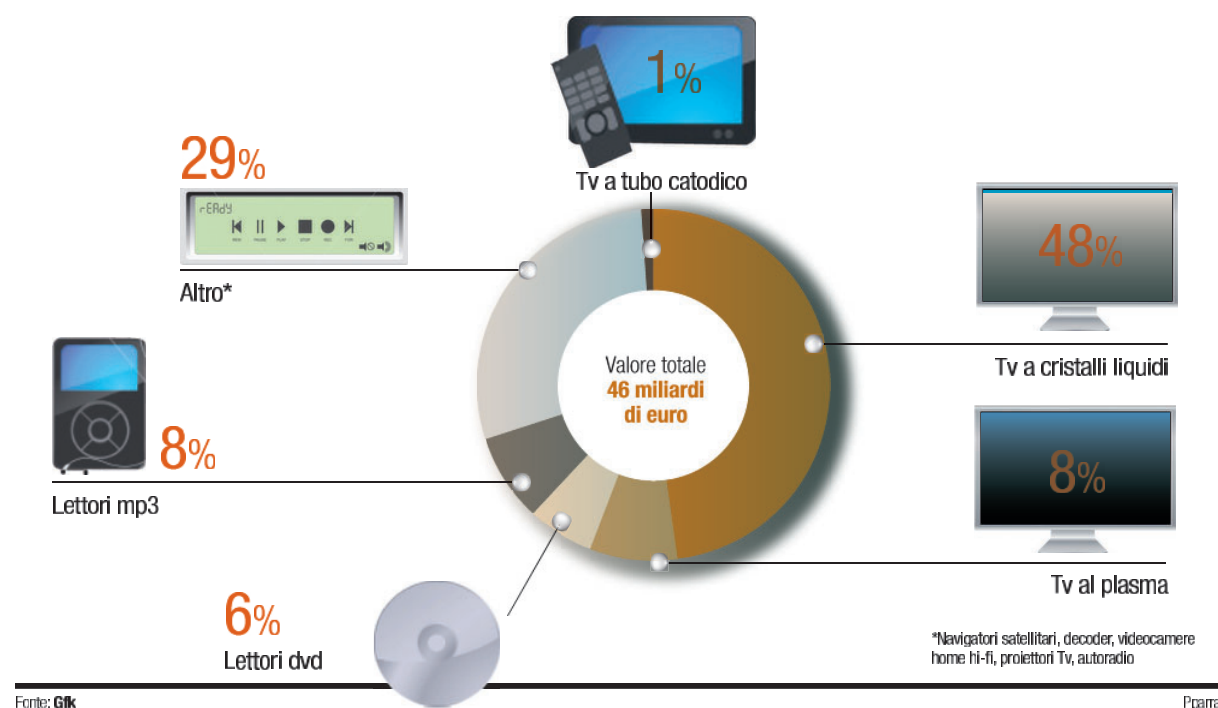 1%
Tv a tubo catodico
29%
rEAdY
Altro*
48%
Tv a cristalli liquidi
Valore totale
46 miliardi
di euro
8%
Lettori mp3
8%
Tv al plasma
6%
Lettori dvd
*Navigatori satellitari, decoder, videocamere
home hi-fi, proiettori Tv, autoradio
Fonte: Gfk
Pparra